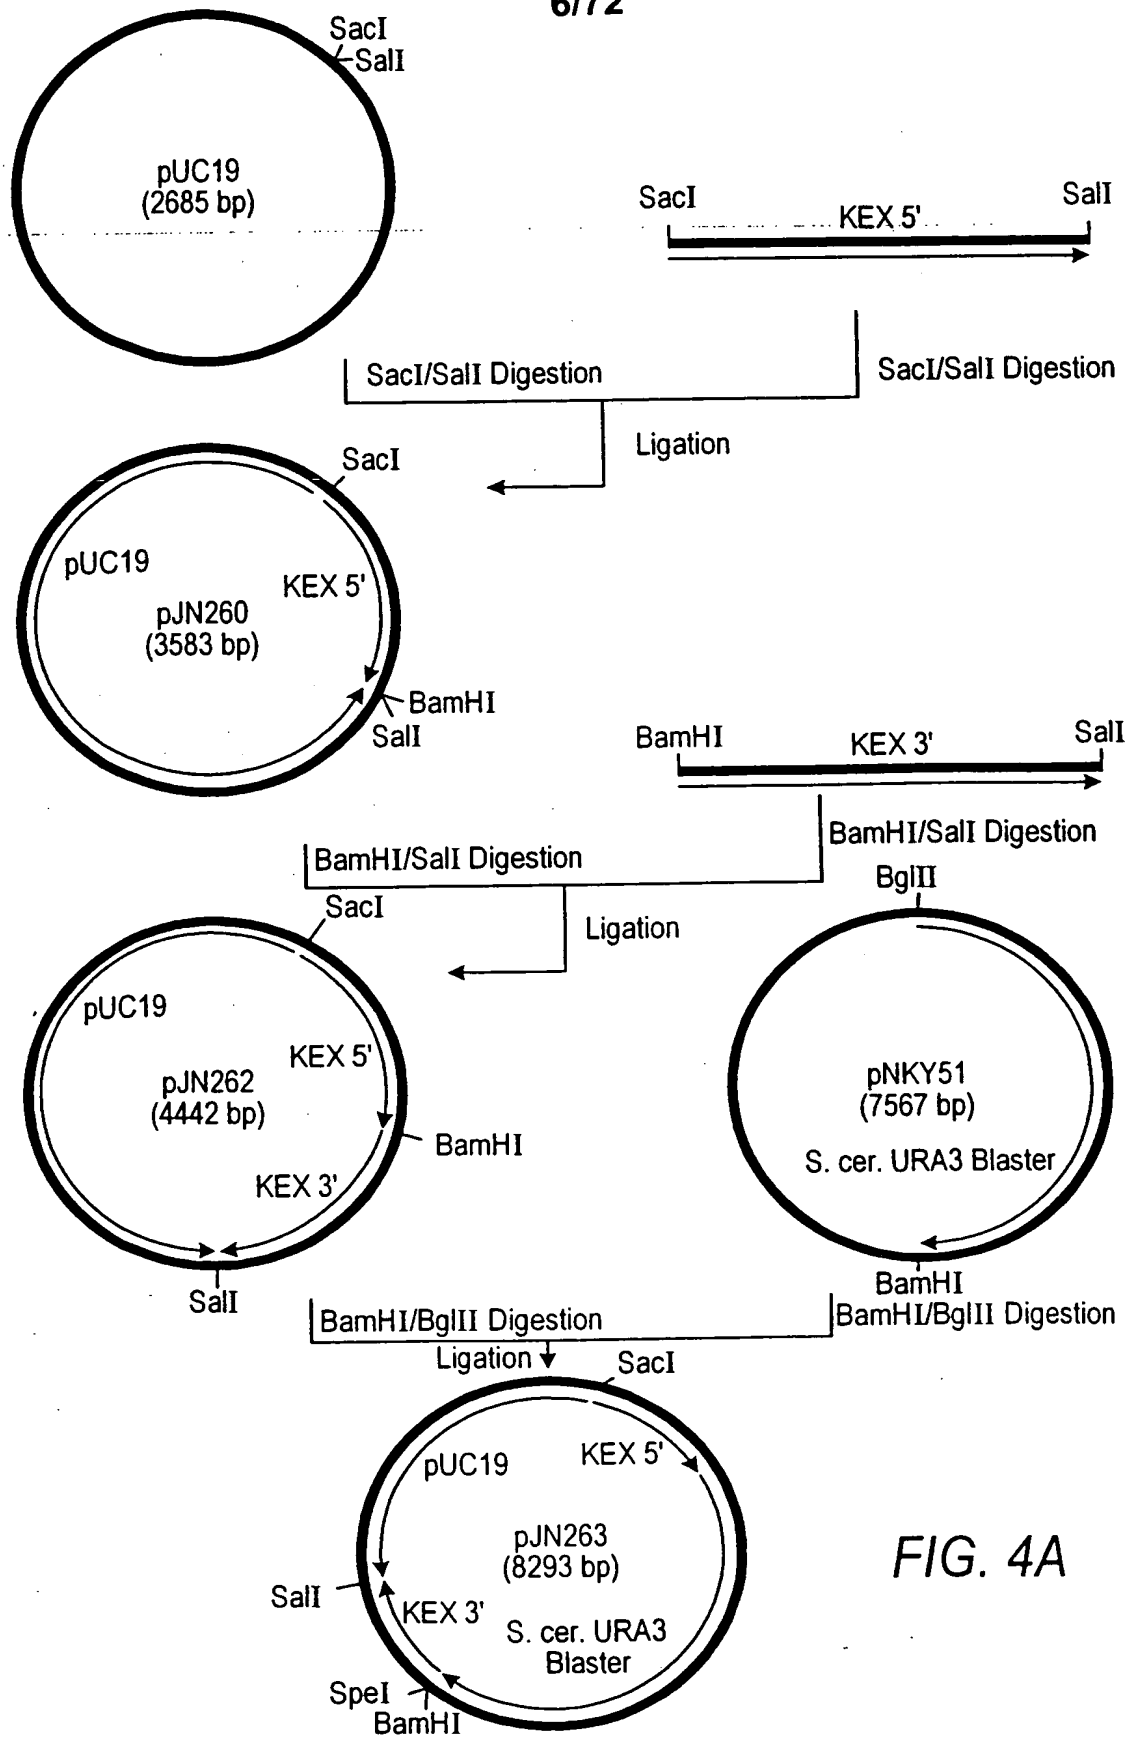 6/72
SacI
SalI
pUC19
(2685 bp)
SacI
KEX 5'
SalI
SacI/SalI Digestion
SacI/SalI Digestion
Ligation
SacI
pUC19
KEX 5'
pJN260
(3583 bp)
BamHI
SalI
BamHI
KEX 3'
SalI
BamHI/SalI Digestion
BamHI/SalI Digestion
Ligation
SacI
pUC19
KEX 5'
pJN262
(4442 bp)
BamHI
KEX 3'
SalI
BglII
pNKY51
(7567 bp)
S. cer. URA3 Blaster
BamHI
BamHI/BglII Digestion
BamHI/BglII Digestion
Ligation
SacI
pUC19
KEX 5'
pJN263
(8293 bp)
SalI
KEX 3'
S. cer. URA3
Blaster
SpeI
BamHI
FIG. 4A